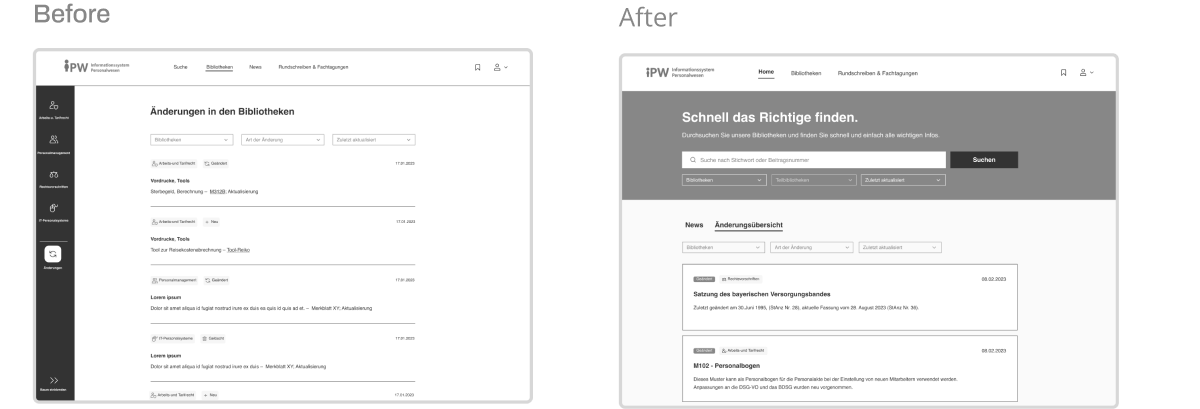 Before
iPW Informationssystem
Personalwesen
Suche Bibliotheken News Rundschreiben & Fachtagungen
Arbeits-u. Tarifrecht
Personalmanagement
Rechtsvorschriften
IT-Personalsysteme
Änderungen
Änderungen in den Bibliotheken
Bibliotheken Art der Änderung Zuletzt aktualisiert
Arbeits-und Tarifrecht Geändert 17.01.2023
Vordrucke, Tools
Sterbegeld, Berechnung – M312B; Aktualisierung
Arbeits-und Tarifrecht + Neu 17.01.2023
Vordrucke, Tools
Tool zur Reisekostenabrechnung – Tool-Reiko
Personalmanagement Geändert 17.01.2023
Lorem ipsum
Dolor sit amet aliqua id fugiat nostrud irure ex duis ea quis id quis ad et. – Merkblatt XY; Aktualisierung
IT-Personalsysteme Gelöscht 17.01.2023
Lorem ipsum
Dolor sit amet aliqua id fugiat nostrud irure ex duis – Merkblatt XY; Aktualisierung
Arbeits-und Tarifrecht + Neu 17.01.2023
After
iPW Informationssystem
Personalwesen
Home Bibliotheken Rundschreiben & Fachtagungen
Schnell das Richtige finden.
Durchsuchen Sie unsere Bibliotheken und finden Sie schnell und einfach alle wichtigen Infos.
Suche nach Stichwort oder Beitragsnummer Suchen
Bibliotheken Teilbibliotheken Zuletzt aktualisiert
News Änderungsübersicht
Bibliotheken Art der Änderung Zuletzt aktualisiert
Geändert Rechtsvorschriften 08.02.2023
Satzung des bayerischen Versorgungsbandes
Zuletzt geändert am 30.Juni 1995, (StAnz Nr. 28), aktuelle Fassung vom 28. August 2023 (StAnz Nr. 36).
Geändert Arbeits-und Tarifrecht 08.02.2023
M102 - Personalbogen
Dieses Muster kann als Personalbogen für die Personalakte bei der Einstellung von neuen Mitarbeitern verwendet werden.
Anpassungen an die DSG-VO und das BDSG wurden neu vorgenommen.